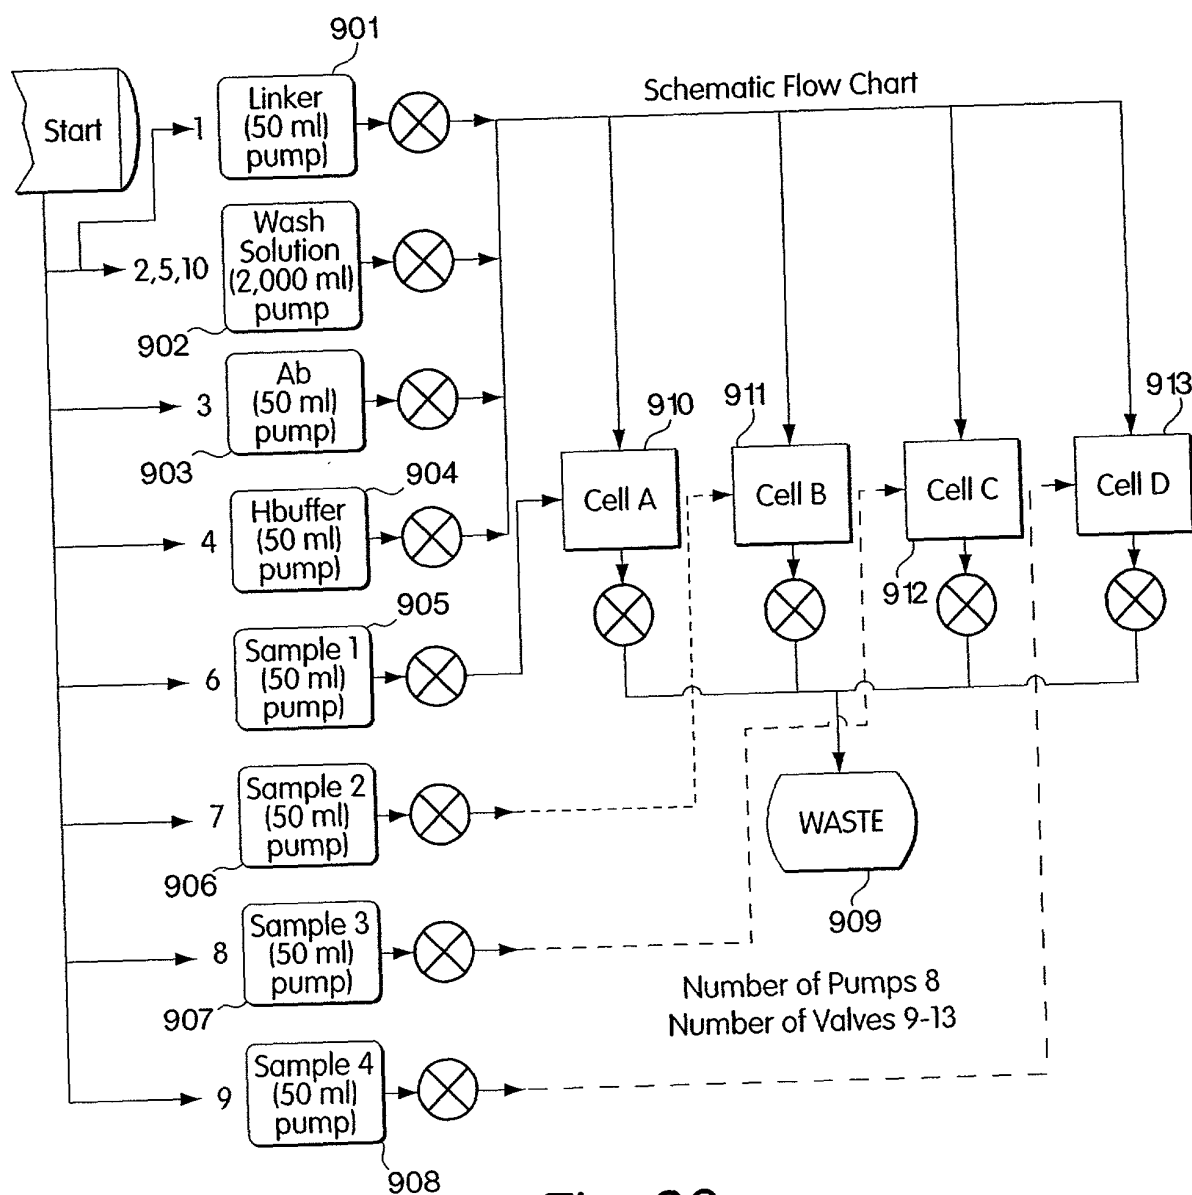 901
Schematic Flow Chart
Start
1
Linker
(50 ml)
pump)
2,5,10
Wash
Solution
(2,000 ml)
pump
902
3
Ab
(50 ml)
pump)
903
904
4
Hbuffer
(50 ml)
pump)
905
6
Sample 1
(50 ml)
pump)
7
Sample 2
(50 ml)
pump)
906
8
Sample 3
(50 ml)
pump)
907
9
Sample 4
(50 ml)
pump)
908
910
Cell A
911
Cell B
Cell C
912
913
Cell D
WASTE
909
Number of Pumps 8
Number of Valves 9-13